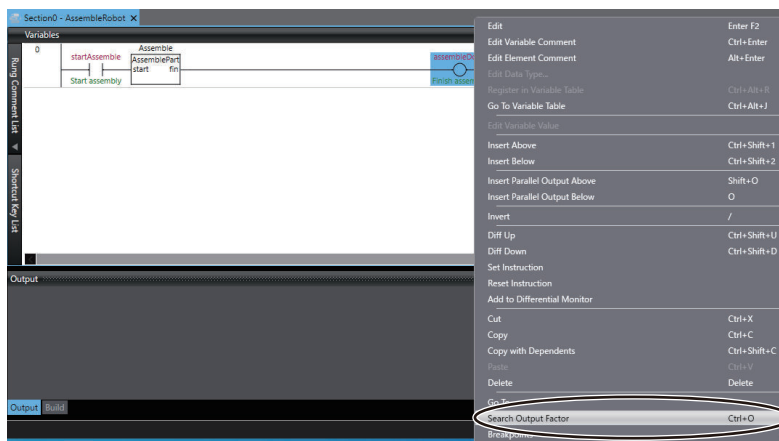 Section0 - AssembleRobot
Variables
Rung Comment List
Shortcut Key List
0
startAssemble
Start assembly
Assemble
AssemblePart
start fin
Output
Output Build
Edit Enter F2
Edit Variable Comment Ctrl+Enter
Edit Element Comment Alt+Enter
Edit Data Type...
Register in Variable Table Ctrl+Alt+R
Go To Variable Table Ctrl+Alt+J
Edit Variable Value
Insert Above Ctrl+Shift+1
Insert Below Ctrl+Shift+2
Insert Parallel Output Above Shift+O
Insert Parallel Output Below O
Invert /
Diff Up Ctrl+Shift+U
Diff Down Ctrl+Shift+D
Set Instruction
Reset Instruction
Add to Differential Monitor
Cut Ctrl+X
Copy Ctrl+C
Copy with Dependents Ctrl+Shift+C
Paste Ctrl+V
Delete Delete
Go To
Search Output Factor Ctrl+O
Breakpoints